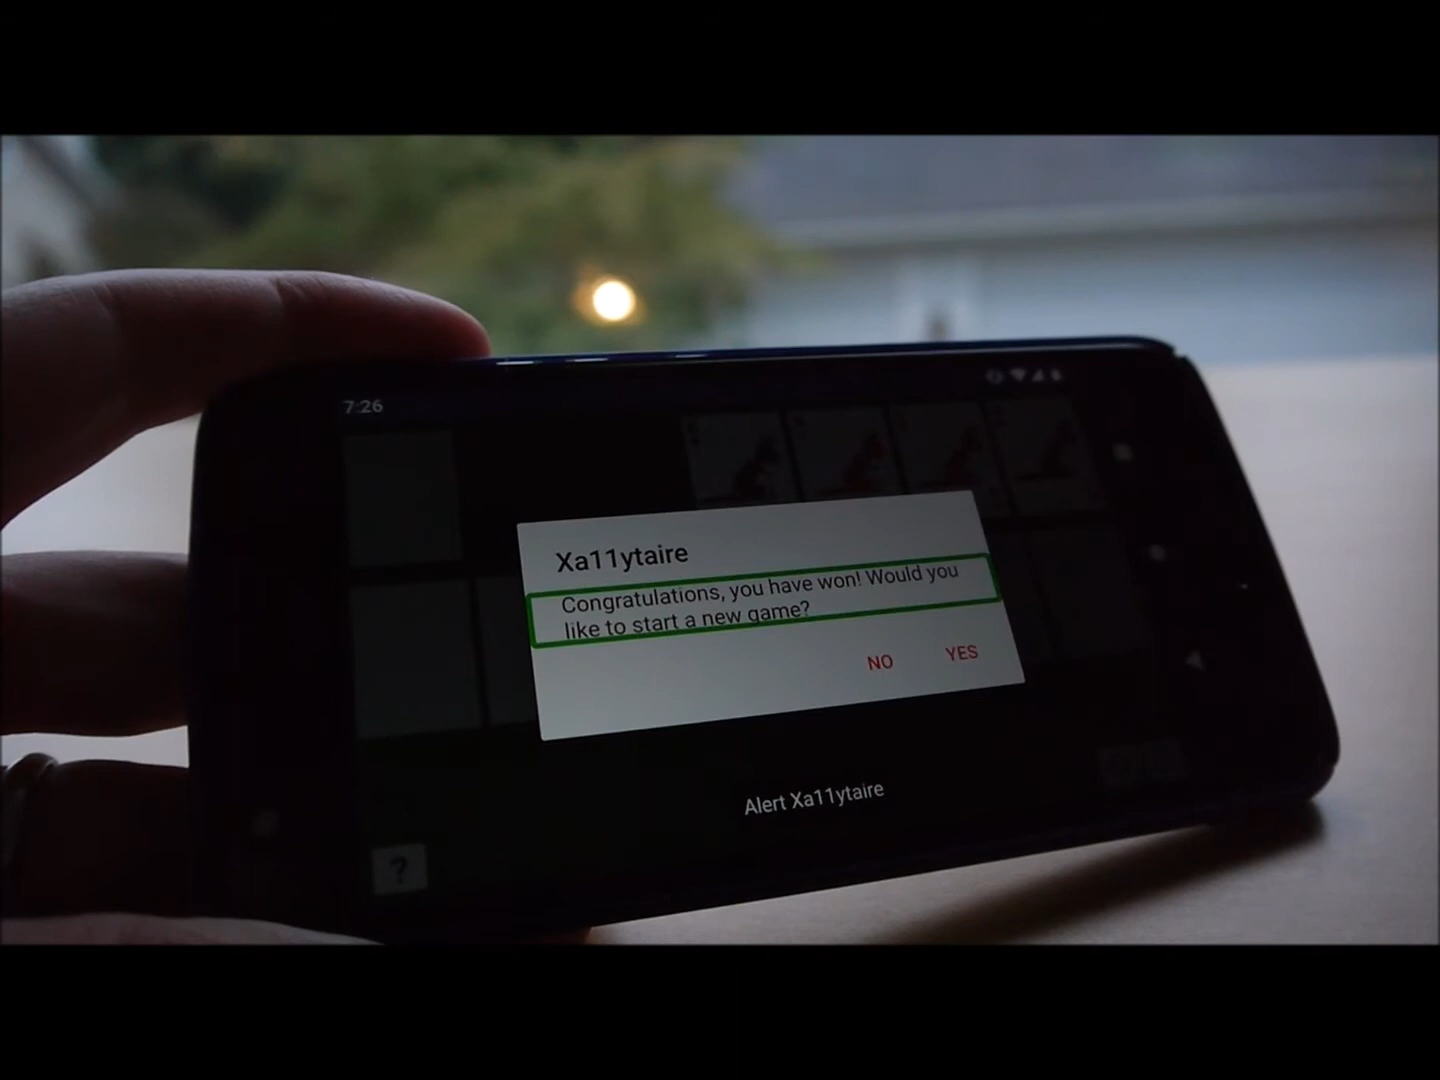 7:26
Xa11ytaire
Congratulations, you have won! Would you
like to start a new game?
NO YES
Alert Xa11ytaire
?